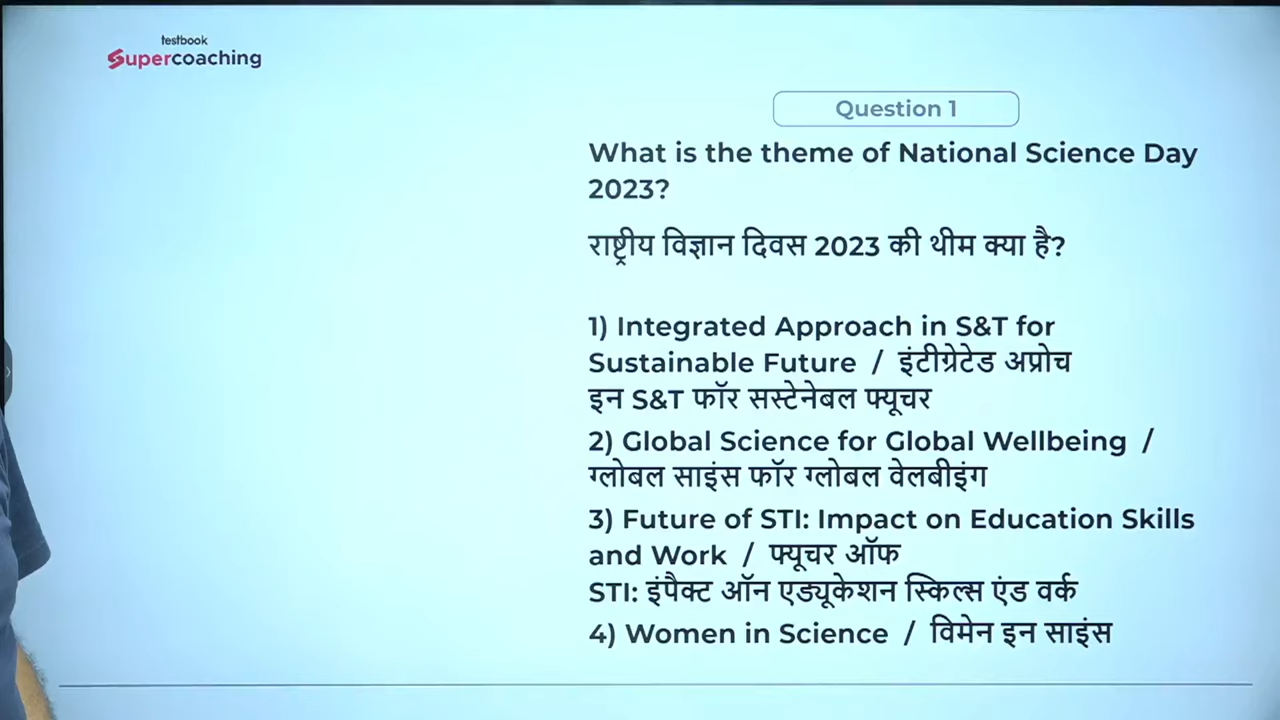 testbook
Supercoaching
Question 1
What is the theme of National Science Day
2023?
राष्ट्रीय विज्ञान दिवस 2023 की थीम क्या है?
1) Integrated Approach in S&T for
Sustainable Future / इंटीग्रेटेड अप्रोच
इन S&T फॉर सस्टेनेबल फ्यूचर
2) Global Science for Global Wellbeing /
ग्लोबल साइंस फॉर ग्लोबल वेलबीइंग
3) Future of STI: Impact on Education Skills
and Work / फ्यूचर ऑफ
STI: इंपैक्ट ऑन एड्यूकेशन स्किल्स एंड वर्क
4) Women in Science / विमेन इन साइंस